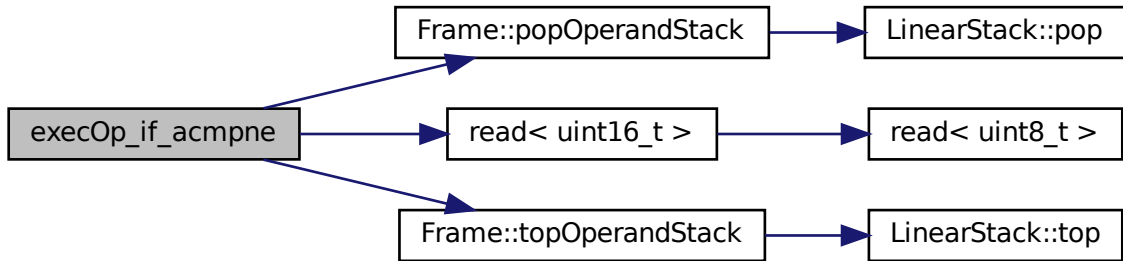 Frame::popOperandStack
LinearStack::pop
execOp_if_acmpne
read< uint16_t >
read< uint8_t >
Frame::topOperandStack
LinearStack::top